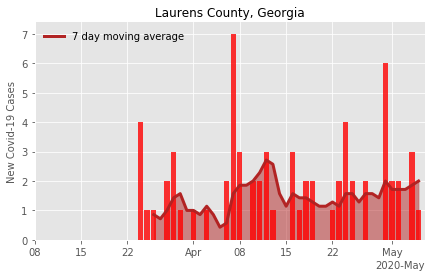 Laurens County, Georgia
7 day moving average
New Covid-19 Cases
7
6
5
4
3
2
1
0
08 15 22 Apr 08 15 22 May
2020-May